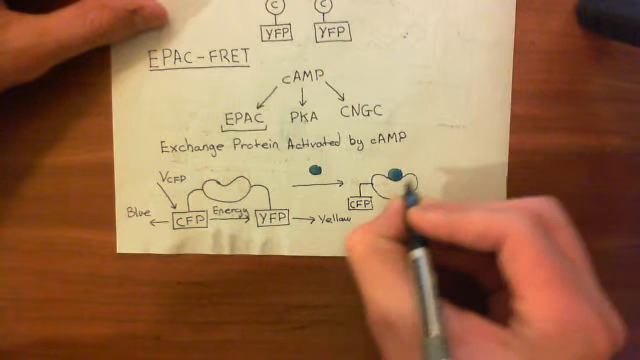 C C
YFP YFP
EPAC-FRET
cAMP
EPAC PKA CNGC
Exchange Protein Activated by cAMP
VCFP
Blue CFP Energy YFP Yellow
CFP